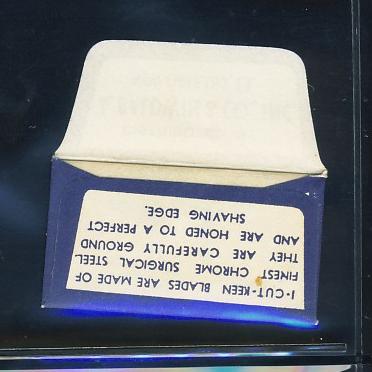 I-CUT-KEEN BLADES ARE MADE OF
FINEST CHROME SURGICAL STEEL.
THEY ARE CAREFULLY GROUND
AND ARE HONED TO A PERFECT
SHAVING EDGE.